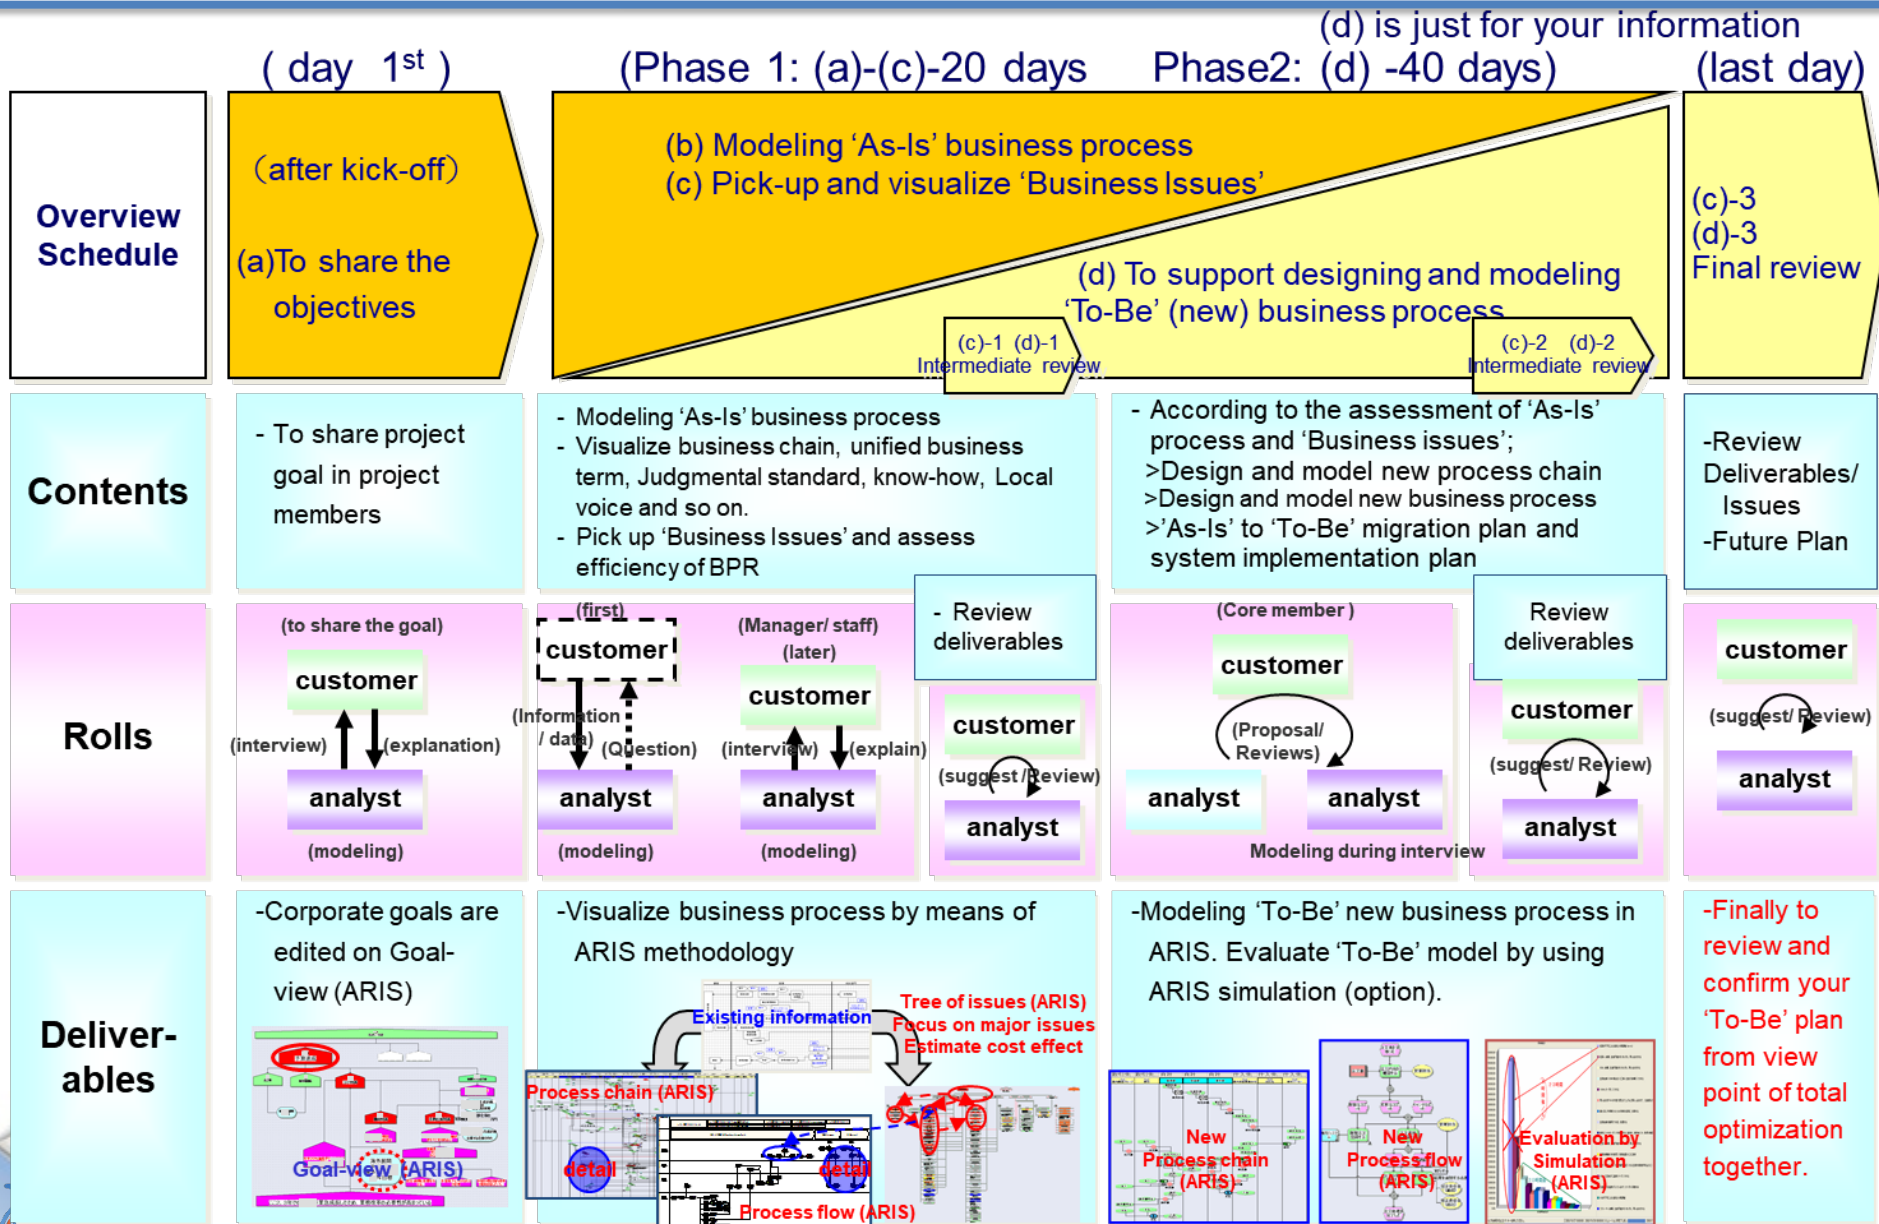 (d) is just for your information
( day 1st )
(Phase 1: (a)-(c)-20 days
Phase2: (d) -40 days)
(last day)
Overview
Schedule
（after kick-off）
(a)To share the
objectives
(b) Modeling ‘As-Is’ business process
(c) Pick-up and visualize ‘Business Issues’
(d) To support designing and modeling
‘To-Be’ (new) business process
(c)-1 (d)-1
Intermediate review
(c)-2 (d)-2
Intermediate review
(c)-3
(d)-3
Final review
Contents
- To share project
goal in project
members
- Modeling ‘As-Is’ business process
- Visualize business chain, unified business
term, Judgmental standard, know-how, Local
voice and so on.
- Pick up ‘Business Issues’ and assess
efficiency of BPR
- According to the assessment of ‘As-Is’
process and ‘Business issues’;
>Design and model new process chain
>Design and model new business process
>’As-Is’ to ‘To-Be’ migration plan and
system implementation plan
-Review
Deliverables/
Issues
-Future Plan
Rolls
(to share the goal)
customer
(interview)
(explanation)
analyst
(modeling)
(first)
customer
(Information
/ data)
(Question)
analyst
(modeling)
(Manager/ staff)
(later)
customer
(interview)
(explain)
analyst
(modeling)
- Review
deliverables
customer
(suggest /Review)
analyst
(Core member )
customer
(Proposal/
Reviews)
analyst
analyst
Modeling during interview
Review
deliverables
customer
(suggest/ Review)
analyst
customer
(suggest/ Review)
analyst
Deliver-
ables
-Corporate goals are
edited on Goal-
view (ARIS)
Goal-view (ARIS)
-Visualize business process by means of
ARIS methodology
Existing information
Tree of issues (ARIS)
Focus on major issues
Estimate cost effect
Process chain (ARIS)
detail
detail
Process flow (ARIS)
-Modeling ‘To-Be’ new business process in
ARIS. Evaluate ‘To-Be’ model by using
ARIS simulation (option).
New
Process chain
(ARIS)
New
Process flow
(ARIS)
Evaluation by
Simulation
(ARIS)
-Finally to
review and
confirm your
‘To-Be’ plan
from view
point of total
optimization
together.